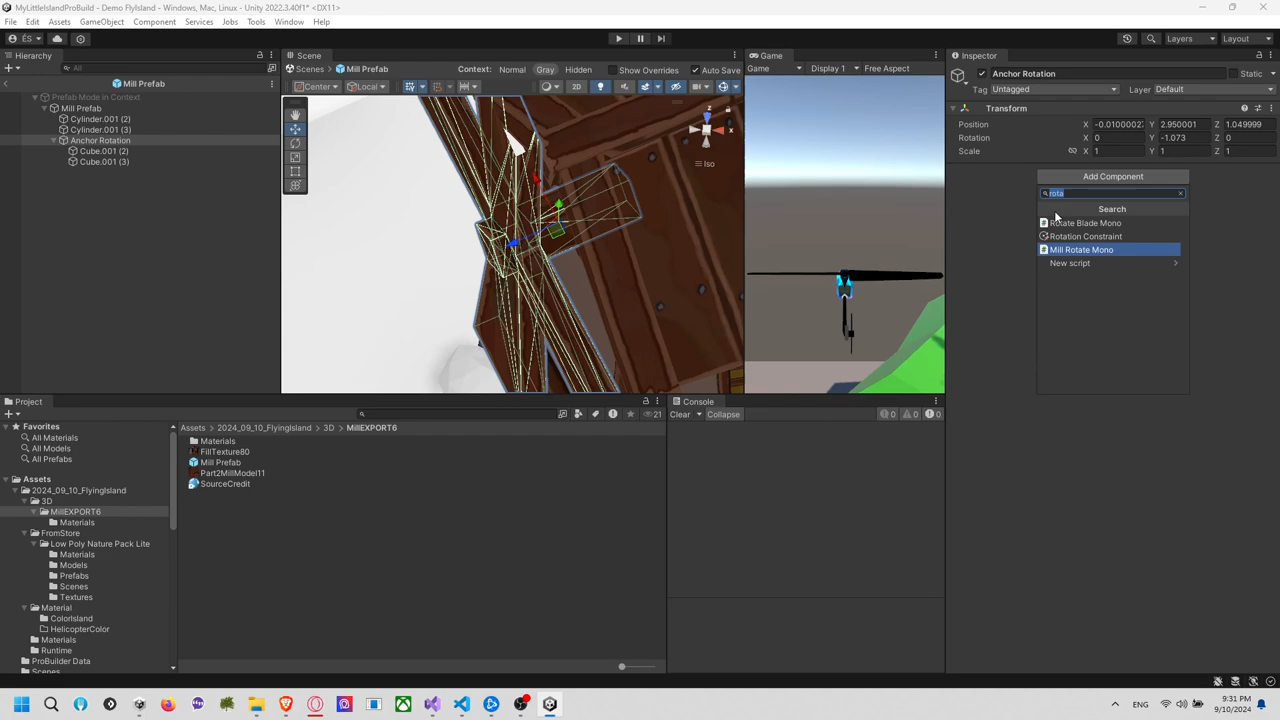 MyLittleIslandProBuild - Demo FlyIsland - Windows, Mac, Linux - Unity 2022.3.40f1* <DX11>
File Edit Assets GameObject Component Services Jobs Tools Window Help
ÉS
Layers Layout
Hierarchy
All
Mill Prefab
Prefab Mode in Context
Mill Prefab
Cylinder.001 (2)
Cylinder.001 (3)
Anchor Rotation
Cube.001 (2)
Cube.001 (3)
Scene
Scenes Mill Prefab Context: Normal Gray Hidden Show Overrides Auto Save
Center Local 2D
z
x
Iso
Game
Game Display 1 Free Aspect
Inspector
Anchor Rotation Static
Tag Untagged Layer Default
Transform
Position X -0.0100002 Y 2.950001 Z 1.049999
Rotation X 0 Y -1.073 Z 0
Scale X 1 Y 1 Z 1
Add Component
rota
Search
Rotate Blade Mono
Rotation Constraint
Mill Rotate Mono
New script
Project
21
Favorites
All Materials
All Models
All Prefabs
Assets
2024_09_10_FlyingIsland
3D
MillEXPORT6
Materials
FromStore
Low Poly Nature Pack Lite
Materials
Models
Prefabs
Scenes
Textures
Material
ColorIsland
HelicopterColor
Materials
Runtime
ProBuilder Data
Scenes
Assets > 2024_09_10_FlyingIsland > 3D > MillEXPORT6
Materials
FillTexture80
Mill Prefab
Part2MillModel11
SourceCredit
Console
Clear Collapse 0 0 0
ENG
9:31 PM
9/10/2024